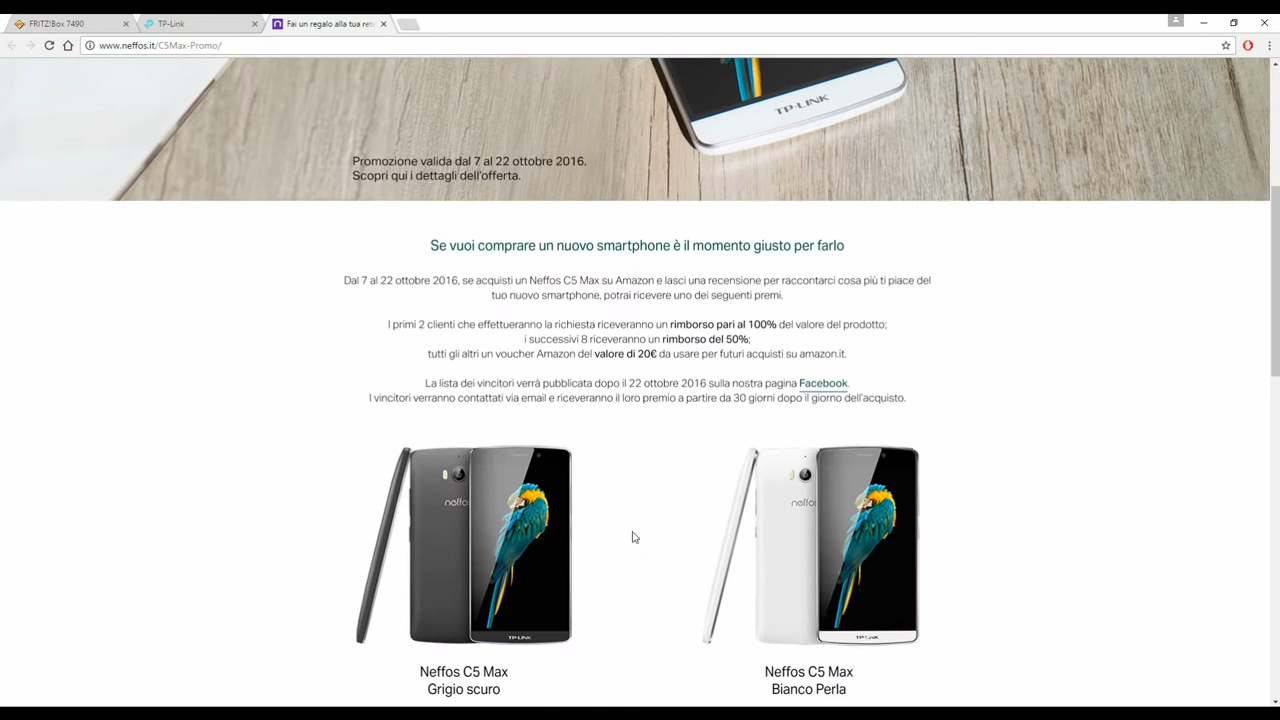 FRITZ!Box 7490
TP-Link
Fai un regalo alla tua rete
www.neffos.it/C5Max-Promo/
TP-LINK
Promozione valida dal 7 al 22 ottobre 2016.
Scopri qui i dettagli dell'offerta.
Se vuoi comprare un nuovo smartphone è il momento giusto per farlo
Dal 7 al 22 ottobre 2016, se acquisti un Neffos C5 Max su Amazon e lasci una recensione per raccontarci cosa più ti piace del
tuo nuovo smartphone, potrai ricevere uno dei seguenti premi.
I primi 2 clienti che effettueranno la richiesta riceveranno un rimborso pari al 100% del valore del prodotto;
i successivi 8 riceveranno un rimborso del 50%;
tutti gli altri un voucher Amazon del valore di 20€ da usare per futuri acquisti su amazon.it.
La lista dei vincitori verrà pubblicata dopo il 22 ottobre 2016 sulla nostra pagina Facebook.
I vincitori verranno contattati via email e riceveranno il loro premio a partire da 30 giorni dopo il giorno dell'acquisto.
neffos
neffos
TP-LINK
TP-LINK
Neffos C5 Max
Grigio scuro
Neffos C5 Max
Bianco Perla